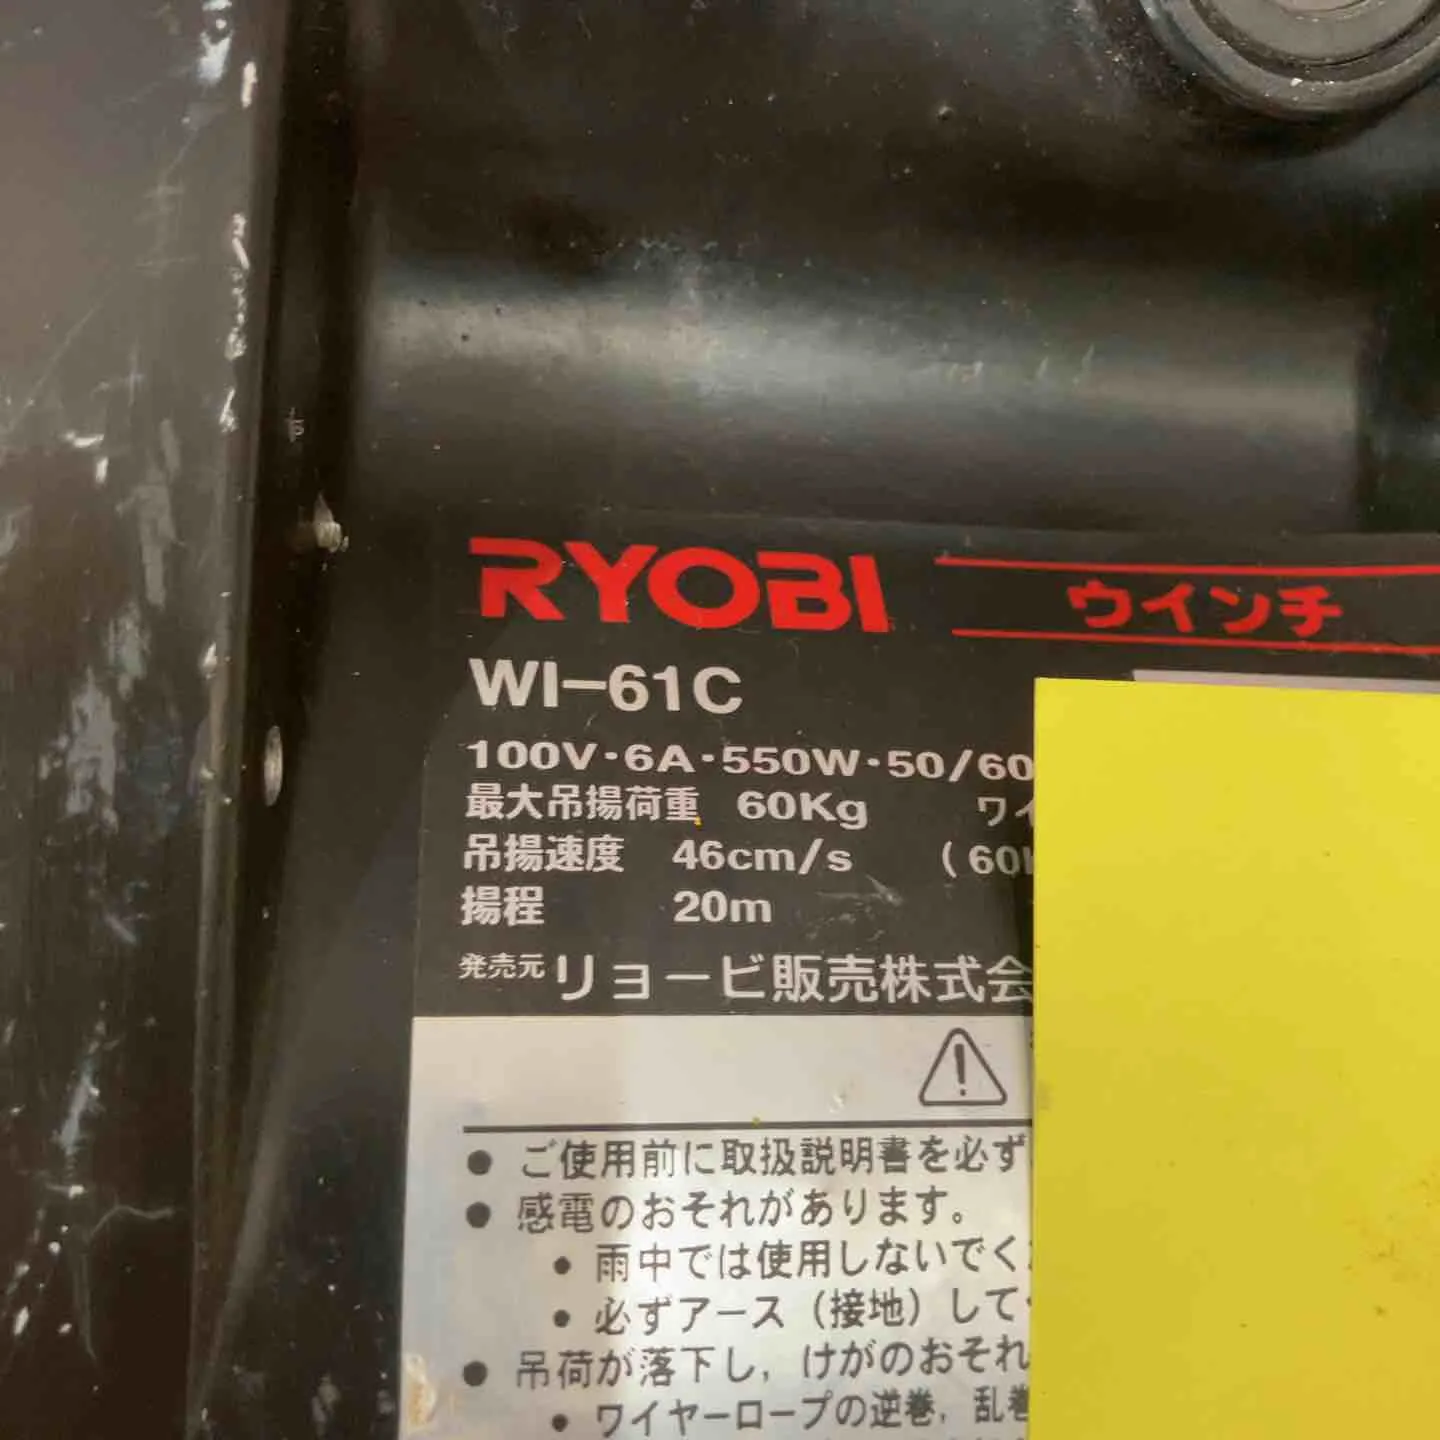 RYOBI ウインチ
WI-61C
100V・6A・550W・50/60
最大吊揚荷重 60Kg ワイ
吊揚速度 46cm/s (60
揚程 20m
発売元 リョービ販売株式会
ご使用前に取扱説明書を必ず
感電のおそれがあります。
雨中では使用しないでく
必ずアース(接地)して
吊荷が落下し,けがのおそれ
ワイヤーロープの逆巻,乱巻